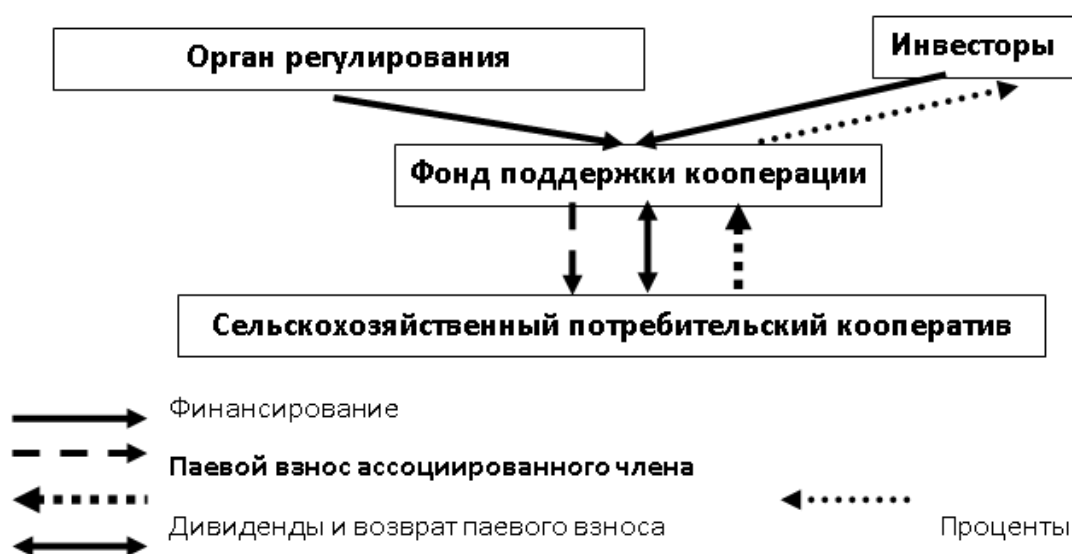 Орган регулирования
Инвесторы
Фонд поддержки кооперации
Сельскохозяйственный потребительский кооператив
Финансирование
Паевой взнос ассоциированного члена
Дивиденды и возврат паевого взноса
Проценты